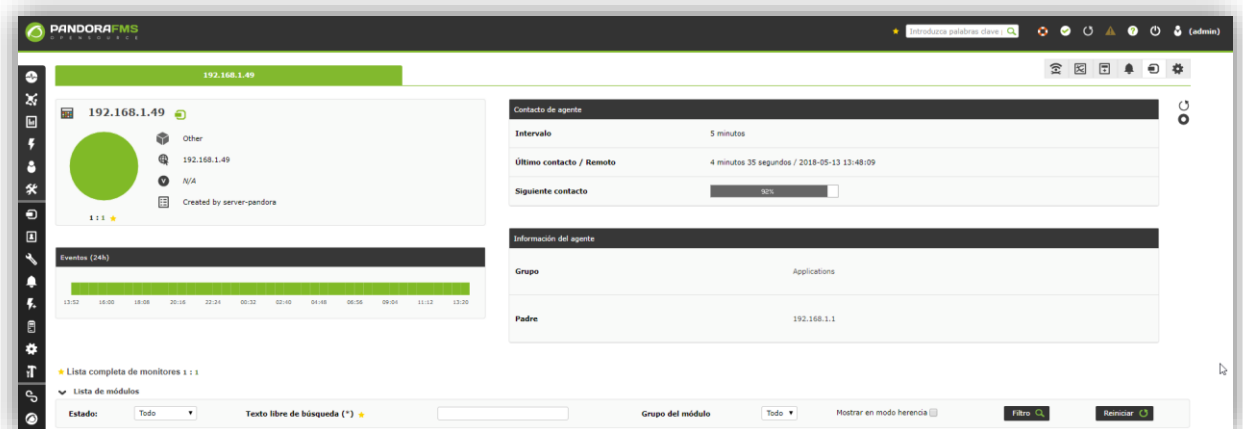 PANDORAFMS
OPENSOURCE
Introduzca palabras clave
(admin)
192.168.1.49
192.168.1.49
Other
192.168.1.49
N/A
Created by server-pandora
1 : 1
Contacto de agente
Intervalo 5 minutos
Último contacto / Remoto 4 minutos 35 segundos / 2018-05-13 13:48:09
Siguiente contacto 92%
Eventos (24h)
13:52 16:00 18:08 20:16 22:24 00:32 02:40 04:48 06:56 09:04 11:12 13:20
Información del agente
Grupo Applications
Padre 192.168.1.1
Lista completa de monitores 1 : 1
Lista de módulos
Estado: Todo Texto libre de búsqueda (*) Grupo del módulo Todo Mostrar en modo herencia Filtro Reiniciar